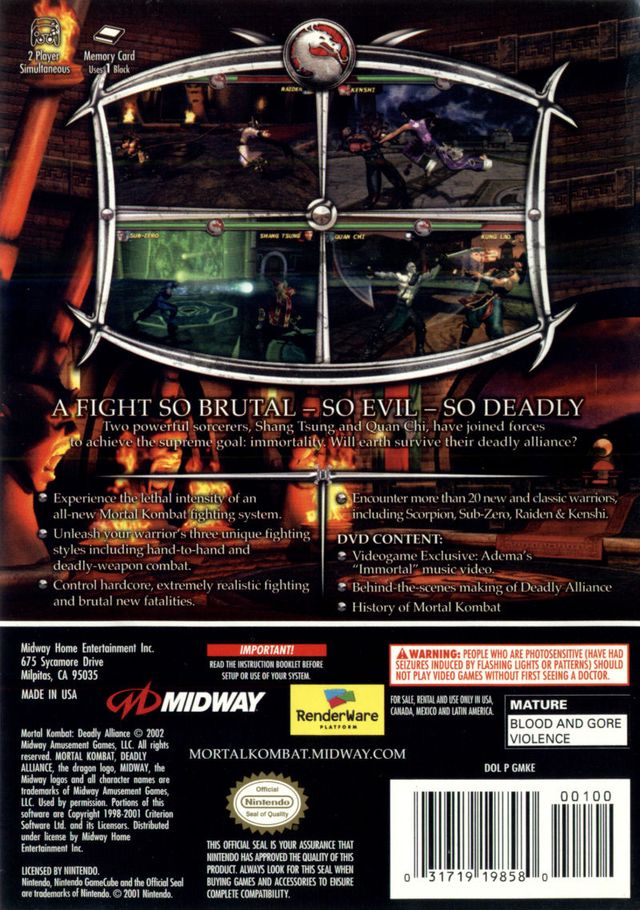 2 Player
Simultaneous
Memory Card
Uses 1 Block
RAIDEN
KENSHI
SUB-ZERO
SHANG TSUNG
QUAN CHI
KUNG LAO
A FIGHT SO BRUTAL – SO EVIL – SO DEADLY
Two powerful sorcerers, Shang Tsung and Quan Chi, have joined forces
to achieve the supreme goal: immortality. Will earth survive their deadly alliance?
Experience the lethal intensity of an
all-new Mortal Kombat fighting system.
Unleash your warrior's three unique fighting
styles including hand-to-hand and
deadly-weapon combat.
Control hardcore, extremely realistic fighting
and brutal new fatalities.
Encounter more than 20 new and classic warriors,
including Scorpion, Sub-Zero, Raiden & Kenshi.
DVD CONTENT:
Videogame Exclusive: Adema's
"Immortal" music video.
Behind-the-scenes making of Deadly Alliance
History of Mortal Kombat
Midway Home Entertainment Inc.
675 Sycamore Drive
Milpitas, CA 95035
MADE IN USA
IMPORTANT!
READ THE INSTRUCTION BOOKLET BEFORE
SETUP OR USE OF YOUR SYSTEM.
WARNING: PEOPLE WHO ARE PHOTOSENSITIVE (HAVE HAD
SEIZURES INDUCED BY FLASHING LIGHTS OR PATTERNS) SHOULD
NOT PLAY VIDEO GAMES WITHOUT FIRST SEEING A DOCTOR.
MIDWAY
RenderWare
PLATFORM
FOR SALE, RENTAL AND USE ONLY IN USA,
CANADA, MEXICO AND LATIN AMERICA.
MATURE
BLOOD AND GORE
VIOLENCE
MORTALKOMBAT.MIDWAY.COM
DOL P GMKE
Mortal Kombat: Deadly Alliance © 2002
Midway Amusement Games, LLC. All rights
reserved. MORTAL KOMBAT, DEADLY
ALLIANCE, the dragon logo, MIDWAY, the
Midway logos and all character names are
trademarks of Midway Amusement Games,
LLC. Used by permission. Portions of this
software are Copyright 1998-2001 Criterion
Software Ltd. and its Licensors. Distributed
under license by Midway Home
Entertainment Inc.
LICENSED BY NINTENDO.
Nintendo, Nintendo GameCube and the Official Seal
are trademarks of Nintendo. © 2001 Nintendo.
Official
Nintendo
Seal of Quality
THIS OFFICIAL SEAL IS YOUR ASSURANCE THAT
NINTENDO HAS APPROVED THE QUALITY OF THIS
PRODUCT. ALWAYS LOOK FOR THIS SEAL WHEN
BUYING GAMES AND ACCESSORIES TO ENSURE
COMPLETE COMPATIBILITY.
00100
0 31719 19858 0